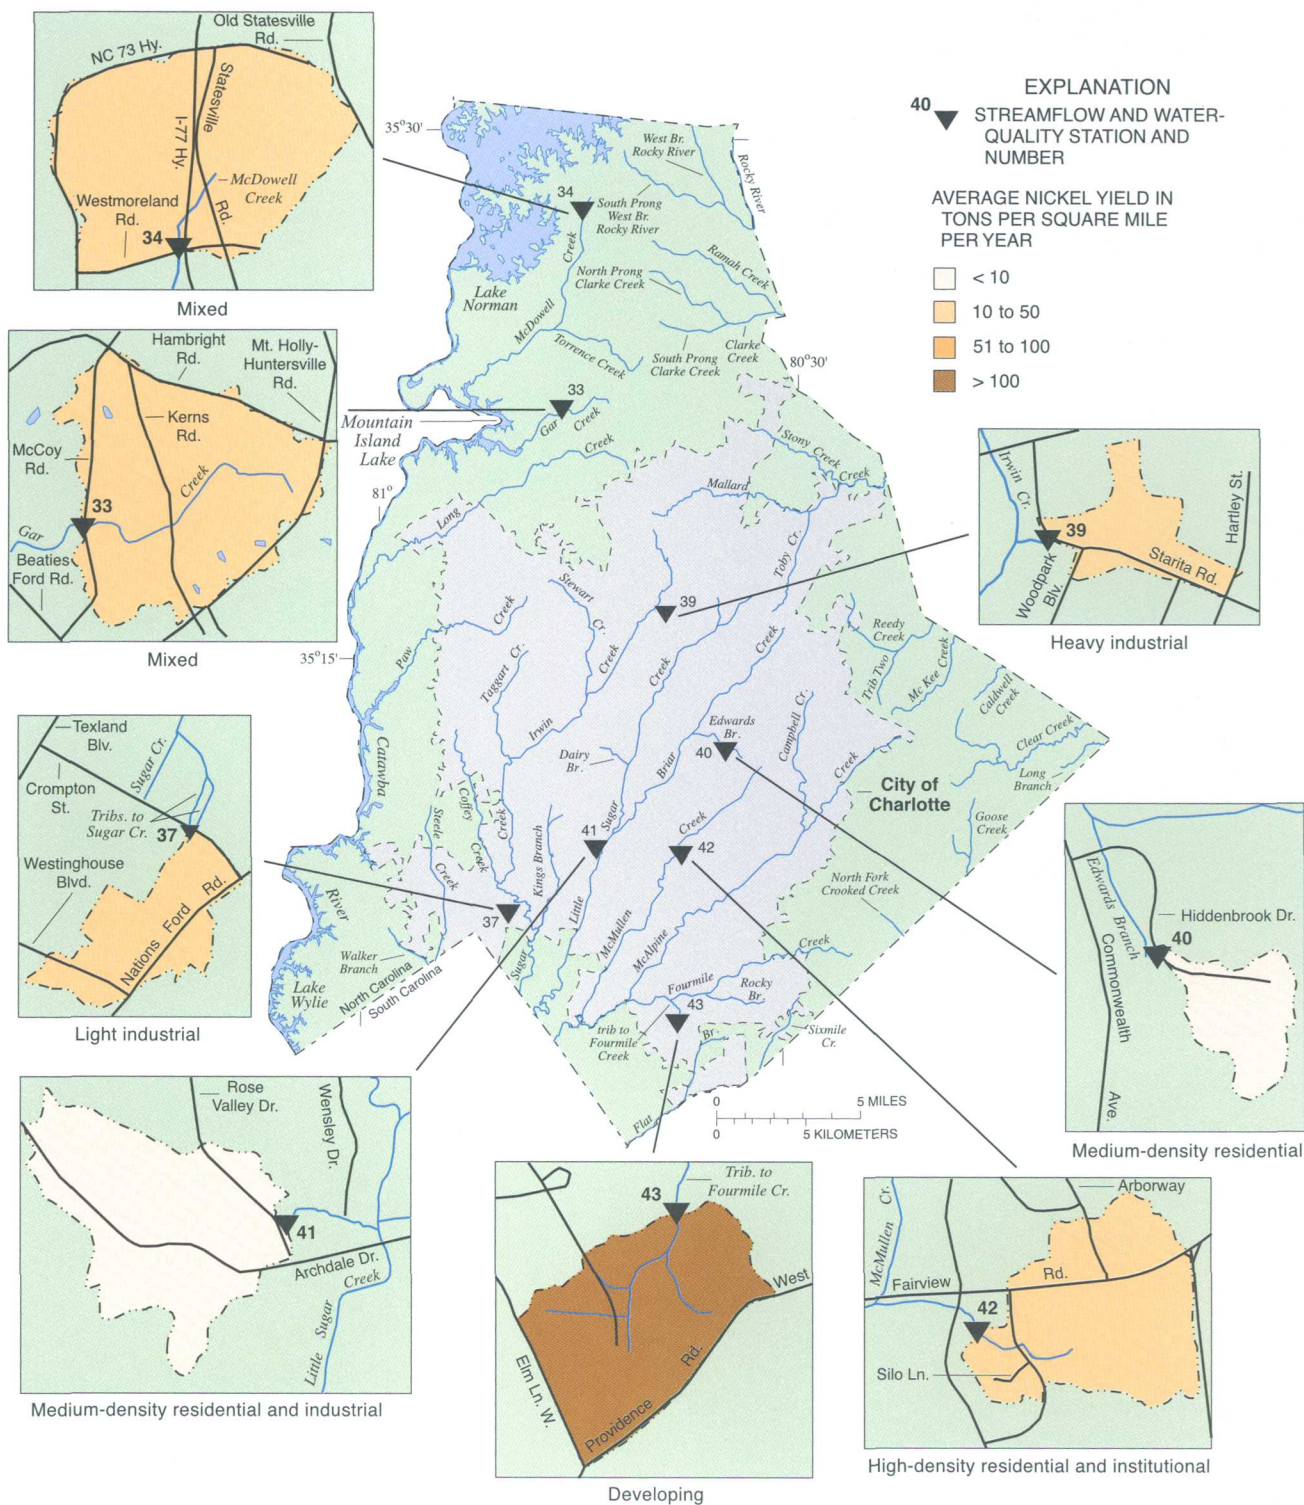 Old Statesville
Rd.
NC 73 Hy.
Statesville
Rd.
I-77 Hy.
McDowell
Creek
Westmoreland
Rd.
34
Mixed
Hambright
Rd.
Mt. Holly-
Huntersville
Rd.
Kerns
Rd.
McCoy
Rd.
Creek
33
Gar
Beaties
Ford Rd.
Mixed
Texland
Blv.
Sugar Cr.
Crompton
St.
Tribs. to
Sugar Cr.
37
Westinghouse
Blvd.
Nations Ford Rd.
Light industrial
Rose
Valley Dr.
Wensley Dr.
41
Archdale Dr.
Little Sugar Creek
Medium-density residential and industrial
35°30'
West Br.
Rocky River
Rocky River
34
South Prong
West Br.
Rocky River
Creek
Ramah Creek
North Prong
Clarke Creek
Lake
Norman
McDowell
Torrence Creek
South Prong
Clarke Creek
Clarke
Creek
80°30'
33
Mountain
Island
Lake
Gar Creek
Creek
Stony Creek
Creek
81°
Mallard
Long
Toby Cr.
Stewart
Cr.
39
Creek
Reedy
Creek
35°15'
Paw
Taggart Cr.
Creek
Creek
Creek
Trib Two
Mc Kee Creek
Caldwell
Creek
Irwin
Edwards
Br.
Campbell Cr.
Clear Creek
Dairy
Br.
Briar
40
Creek
Long
Branch
Catawba
City of
Charlotte
Coffey
Steele
Creek
Sugar
Creek
Goose
Creek
41
42
Kings Branch
Creek
Creek
North Fork
Crooked Creek
River
37
Little
McMullen
McAlpine
Creek
Walker
Branch
Sugar
Lake
Wylie
North Carolina
South Carolina
Fourmile
Rocky
Br.
43
trib to
Fourmile
Creek
Br.
Sixmile
Cr.
Flat
0 5 MILES
0 5 KILOMETERS
EXPLANATION
40 STREAMFLOW AND WATER-
QUALITY STATION AND
NUMBER
AVERAGE NICKEL YIELD IN
TONS PER SQUARE MILE
PER YEAR
< 10
10 to 50
51 to 100
> 100
Irwin Cr.
Hartley St.
39
Starita Rd.
Woodpark
Blv.
Heavy industrial
Edwards Branch
Hiddenbrook Dr.
40
Commonwealth
Ave.
Medium-density residential
43
Trib. to
Fourmile Cr.
West
Elm Ln. W.
Providence Rd.
Developing
McMullen Cr.
Arborway
Fairview Rd.
42
Silo Ln.
High-density residential and institutional